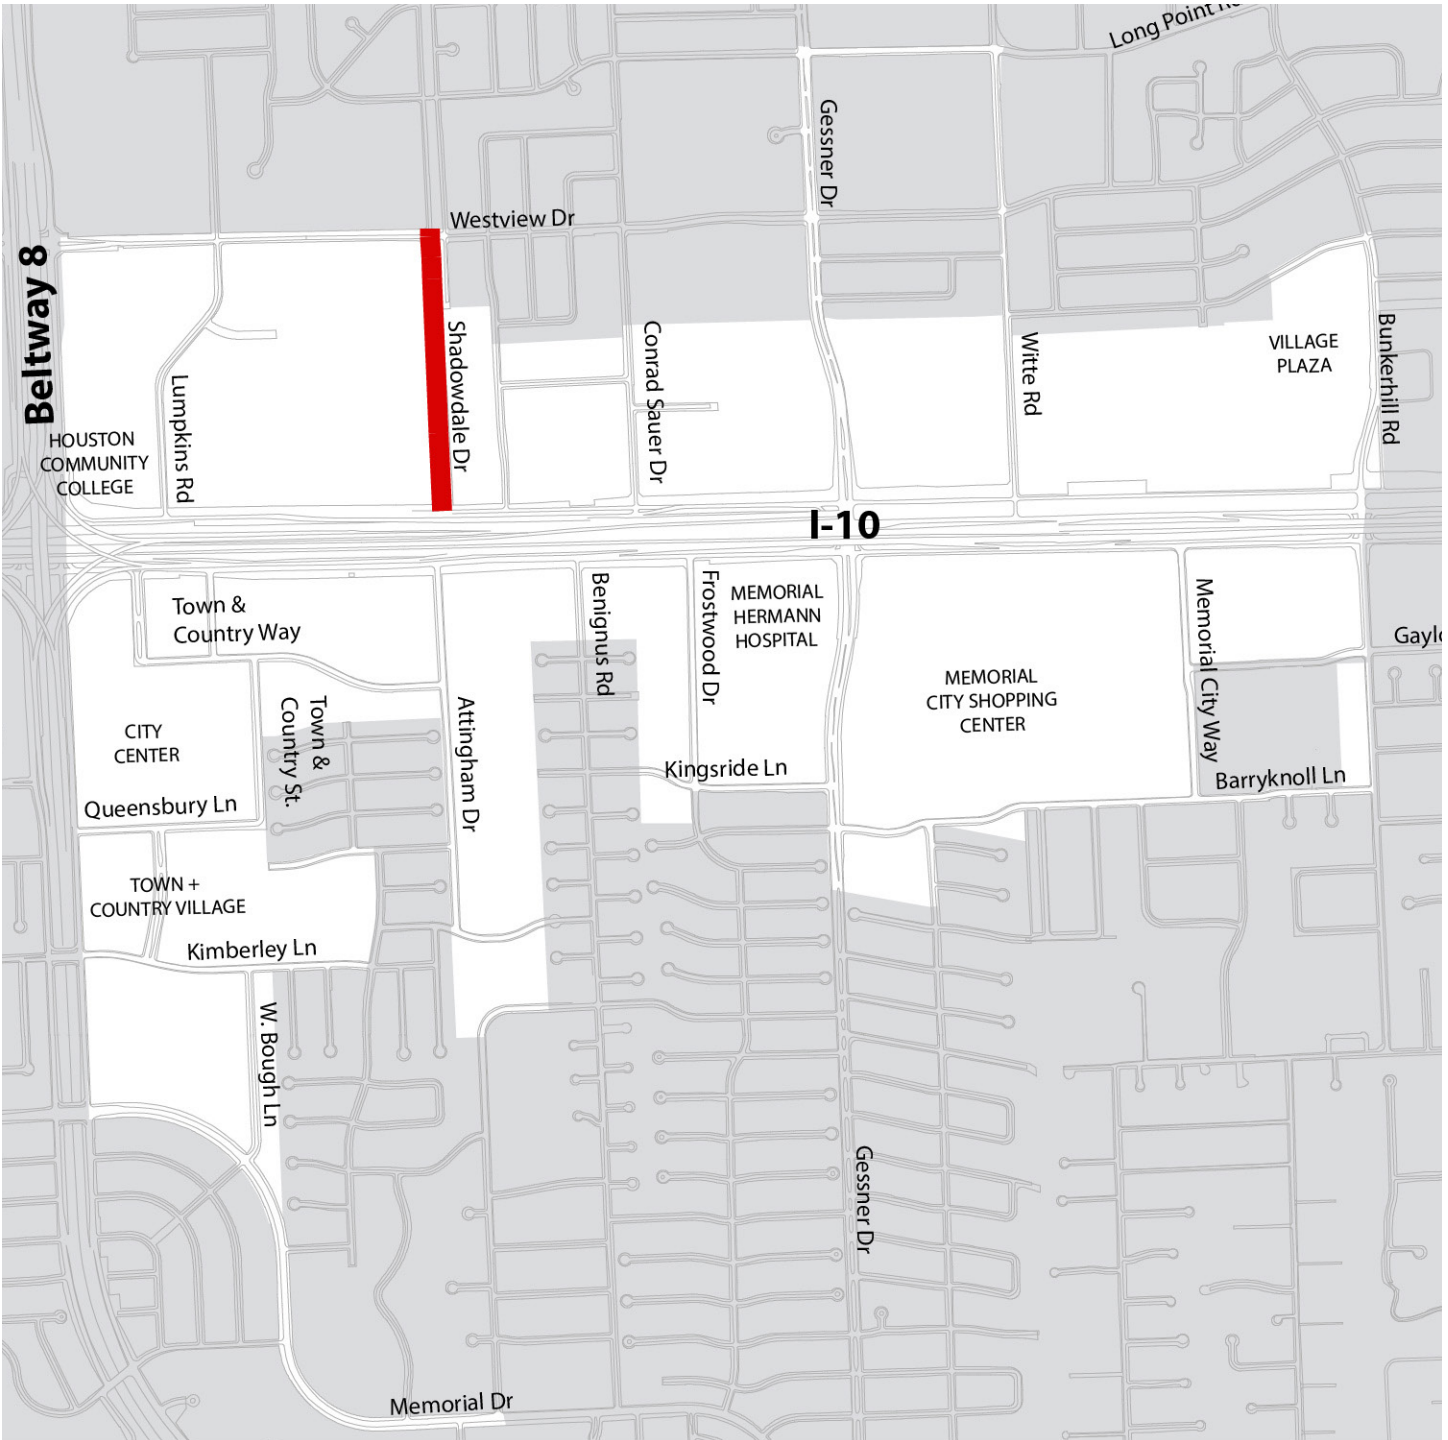 Long Point
Gessner Dr
Westview Dr
Beltway 8
Shadowdale Dr
Conrad Sauer Dr
Witte Rd
VILLAGE
PLAZA
Bunkerhill Rd
Lumpkins Rd
HOUSTON
COMMUNITY
COLLEGE
I-10
Town &
Country Way
Benignus Rd
Frostwood Dr
MEMORIAL
HERMANN
HOSPITAL
Memorial City Way
Gayl
MEMORIAL
CITY SHOPPING
CENTER
CITY
CENTER
Town &
Country St.
Attingham Dr
Kingsride Ln
Barryknoll Ln
Queensbury Ln
TOWN +
COUNTRY VILLAGE
Kimberley Ln
W. Bough Ln
Gessner Dr
Memorial Dr